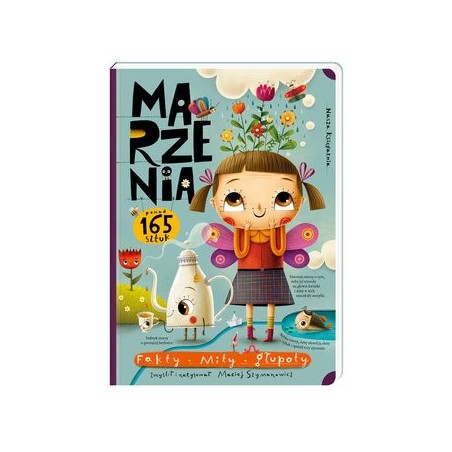 MA
RZE
NIA
ponad
165
sztuk
Nasza Księgarnia
Fakty. Mity. głupoty
zmyślił i narysował Maciej Szymanowicz